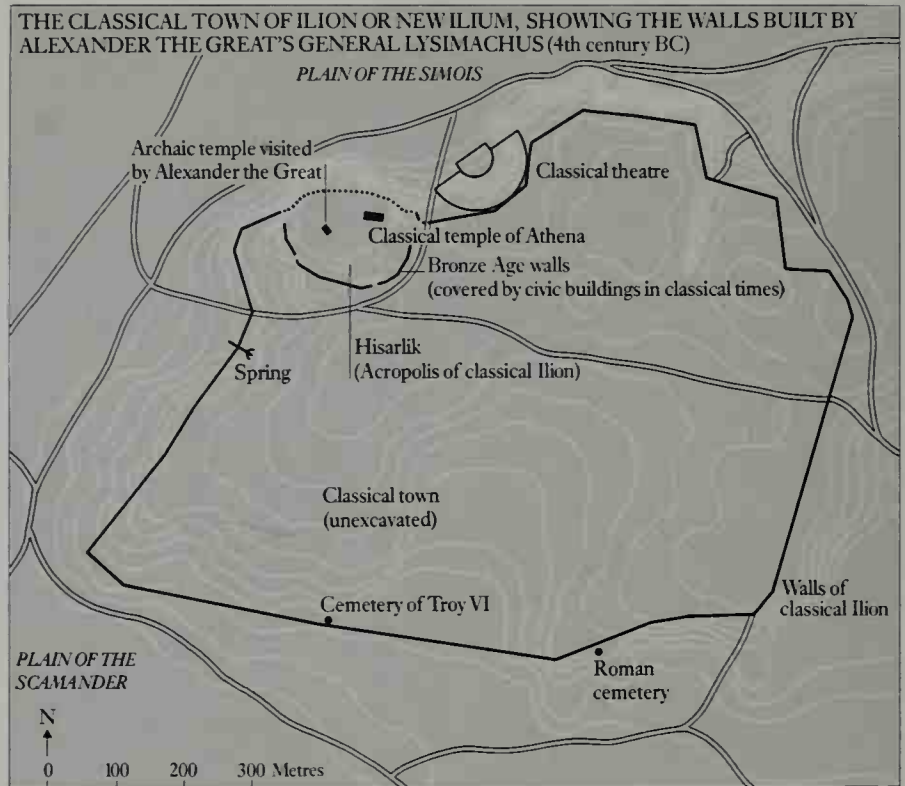 THE CLASSICAL TOWN OF ILION OR NEW ILIUM, SHOWING THE WALLS BUILT BY
ALEXANDER THE GREAT'S GENERAL LYSIMACHUS (4th century BC)
PLAIN OF THE SIMOIS
Archaic temple visited
by Alexander the Great
Classical theatre
Classical temple of Athena
Bronze Age walls
(covered by civic buildings in classical times)
Hisarlik
(Acropolis of classical Ilion)
Spring
Classical town
(unexcavated)
Cemetery of Troy VI
Walls of
classical Ilion
Roman
cemetery
PLAIN OF THE
SCAMANDER
N
0 100 200 300 Metres